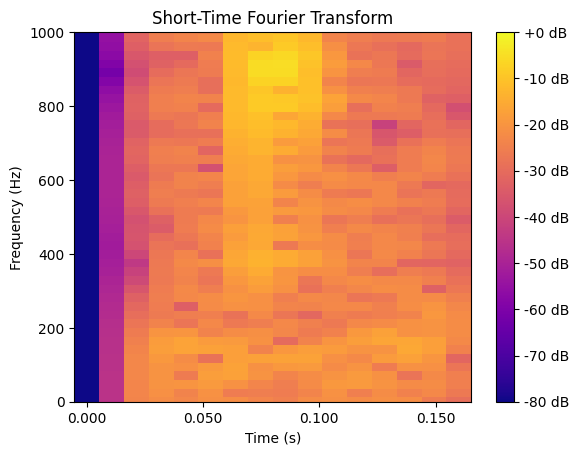 Short-Time Fourier Transform
Frequency (Hz)
1000
800
600
400
200
0
0.000
0.050
0.100
0.150
Time (s)
+0 dB
-10 dB
-20 dB
-30 dB
-40 dB
-50 dB
-60 dB
-70 dB
-80 dB